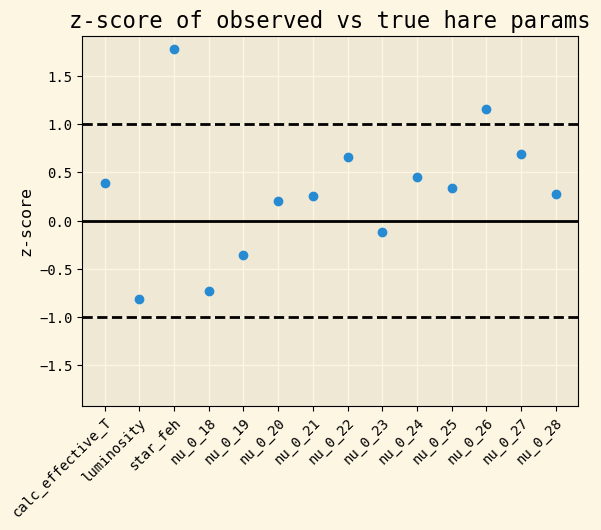 z-score of observed vs true hare params
z-score
1.5
1.0
0.5
0.0
−0.5
−1.0
−1.5
calc_effective_T
luminosity
star_feh
nu_0_18
nu_0_19
nu_0_20
nu_0_21
nu_0_22
nu_0_23
nu_0_24
nu_0_25
nu_0_26
nu_0_27
nu_0_28